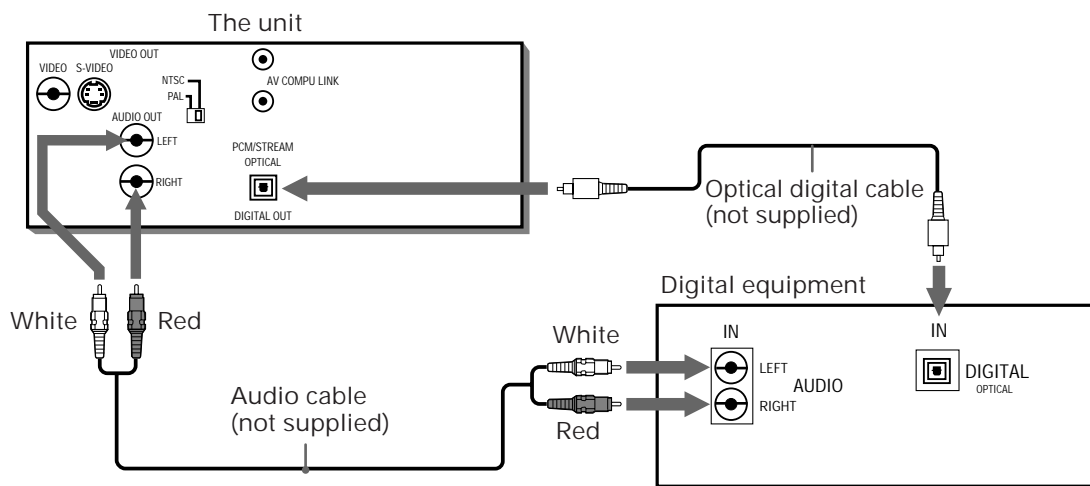 The unit
VIDEO OUT
VIDEO S-VIDEO
NTSC
PAL
AV COMPU LINK
AUDIO OUT
LEFT
RIGHT
PCM/STREAM
OPTICAL
DIGITAL OUT
Optical digital cable
(not supplied)
White
Red
Audio cable
(not supplied)
White
Red
Digital equipment
IN
LEFT
AUDIO
RIGHT
IN
DIGITAL
OPTICAL